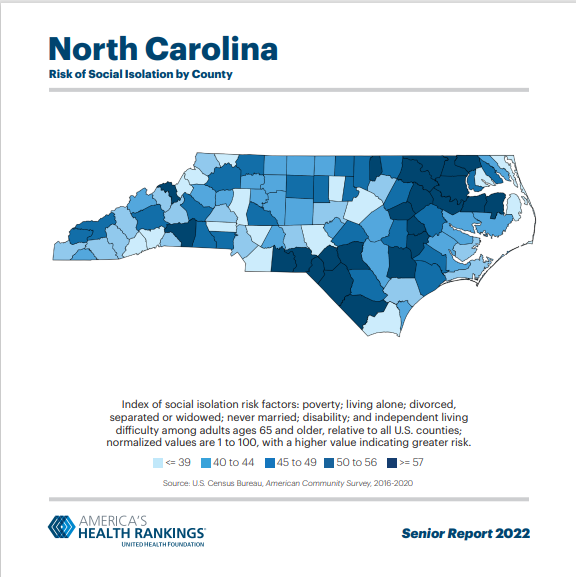 North Carolina
Risk of Social Isolation by County
Index of social isolation risk factors: poverty; living alone; divorced,
separated or widowed; never married; disability; and independent living
difficulty among adults ages 65 and older, relative to all U.S. counties;
normalized values are 1 to 100, with a higher value indicating greater risk.
<= 39 40 to 44 45 to 49 50 to 56 >= 57
Source: U.S. Census Bureau, American Community Survey, 2016-2020
AMERICA'S
HEALTH RANKINGS®
UNITED HEALTH FOUNDATION
Senior Report 2022